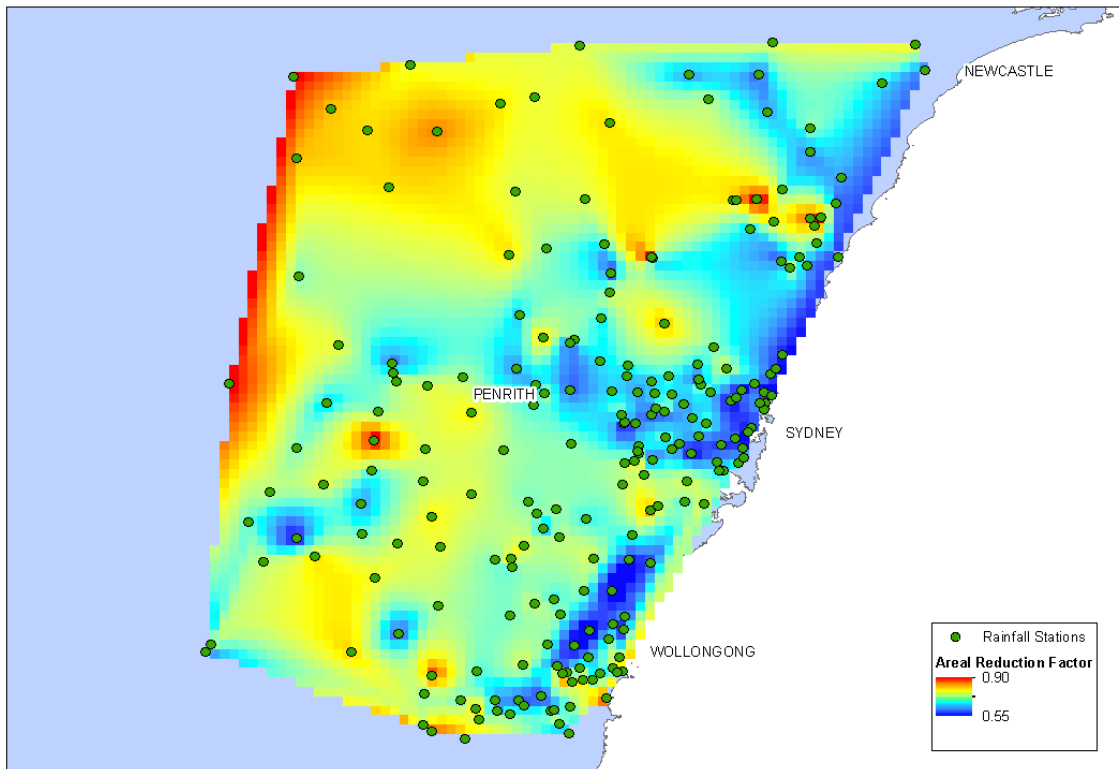 NEWCASTLE
PENRITH
SYDNEY
WOLLONGONG
Rainfall Stations
Areal Reduction Factor
0.90
0.55